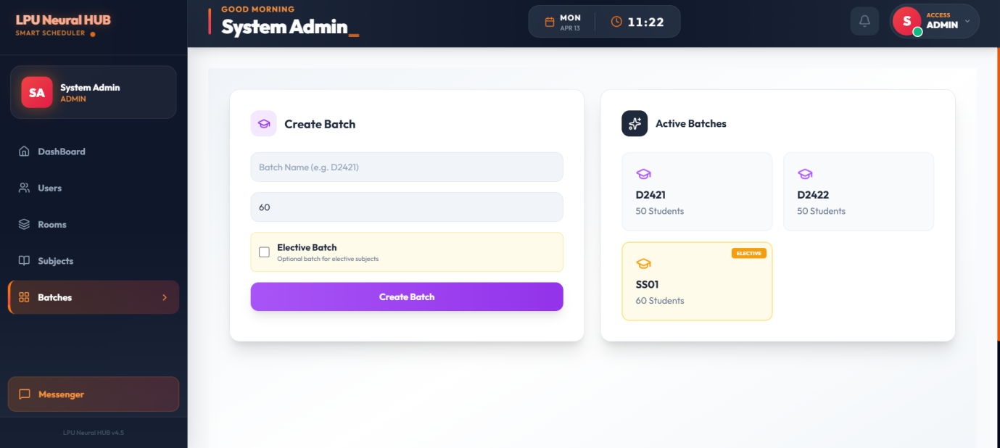 LPU Neural HUB
SMART SCHEDULER
SA
System Admin
ADMIN
DashBoard
Users
Rooms
Subjects
Batches
Messenger
LPU Neural HUB v4.5
GOOD MORNING
System Admin_
MON
APR 13
11:22
S
ACCESS
ADMIN
Create Batch
Batch Name (e.g. D2421)
60
Elective Batch
Optional batch for elective subjects
Create Batch
Active Batches
D2421
50 Students
D2422
50 Students
ELECTIVE
SS01
60 Students